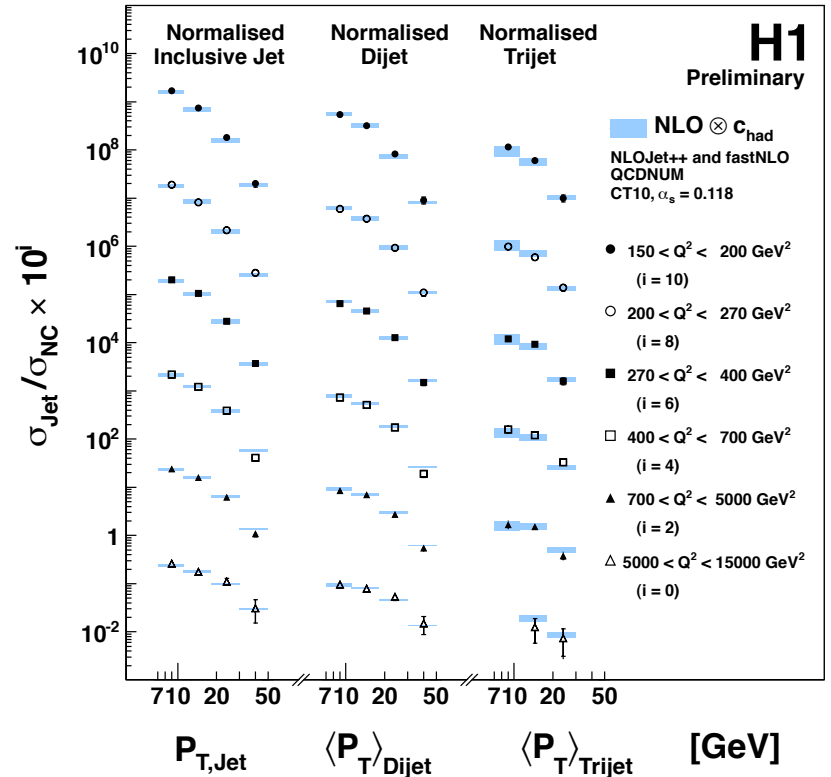 Normalised
Inclusive Jet
Normalised
Dijet
Normalised
Trijet
H1
Preliminary
NLO ⊗ c_had
NLOJet++ and fastNLO
QCDNUM
CT10, α_s = 0.118
150 < Q² < 200 GeV²
(i = 10)
200 < Q² < 270 GeV²
(i = 8)
270 < Q² < 400 GeV²
(i = 6)
400 < Q² < 700 GeV²
(i = 4)
700 < Q² < 5000 GeV²
(i = 2)
5000 < Q² < 15000 GeV²
(i = 0)
σ_Jet/σ_NC × 10^i
10^10
10^8
10^6
10^4
10^2
1
10^-2
7 10 20 50 7 10 20 50 7 10 20 50
P_T,Jet ⟨P_T⟩_Dijet ⟨P_T⟩_Trijet [GeV]